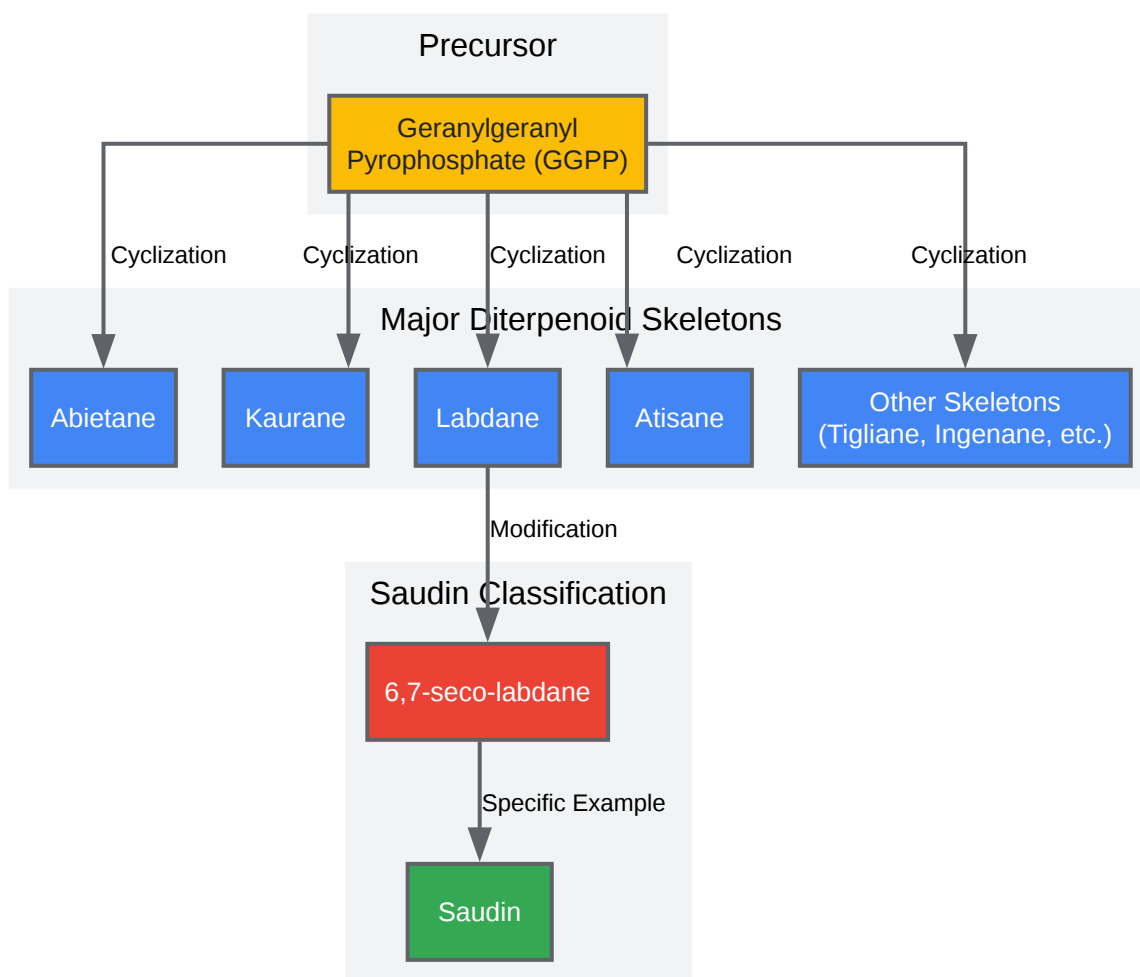 Precursor
Geranylgeranyl
Pyrophosphate (GGPP)
Cyclization
Cyclization
Cyclization
Cyclization
Cyclization
Major Diterpenoid Skeletons
Abietane
Kaurane
Labdane
Atisane
Other Skeletons
(Tigliane, Ingenane, etc.)
Modification
Saudin Classification
6,7-seco-labdane
Specific Example
Saudin